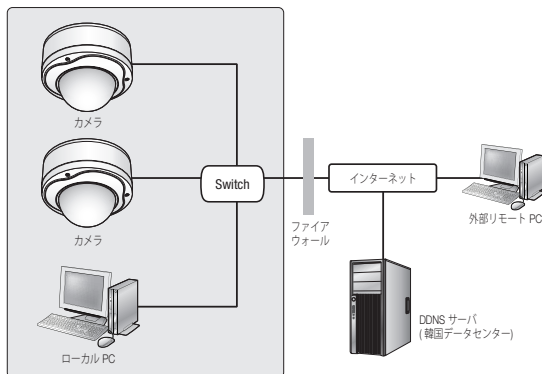 カメラ
カメラ
ローカル PC
Switch
ファイア
ウォール
インターネット
外部リモート PC
DDNS サーバ
( 韓国データセンター)